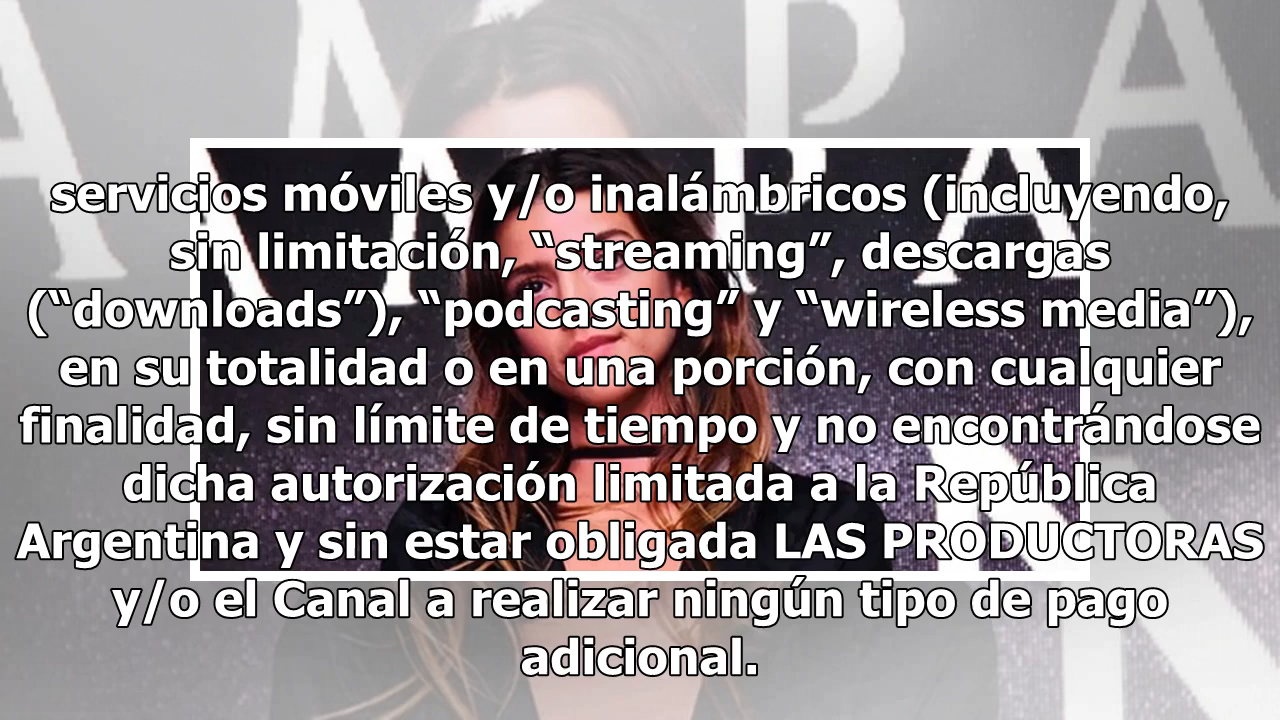 AMPA
servicios móviles y/o inalámbricos (incluyendo,
sin limitación, “streaming”, descargas
(“downloads”), “podcasting” y “wireless media”),
en su totalidad o en una porción, con cualquier
finalidad, sin límite de tiempo y no encontrándose
dicha autorización limitada a la República
Argentina y sin estar obligada LAS PRODUCTORAS
y/o el Canal a realizar ningún tipo de pago
adicional.